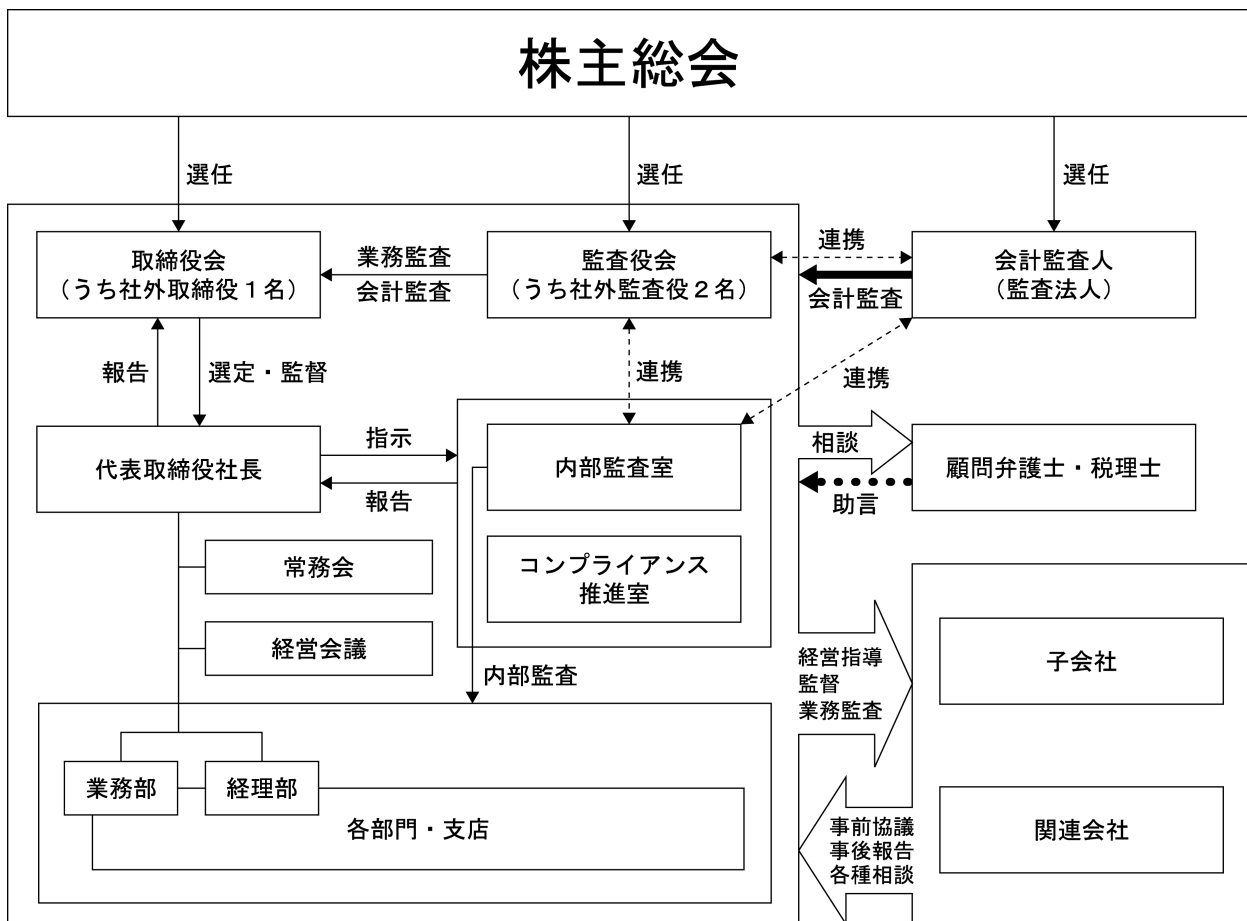 株主総会
選任
選任
選任
取締役会
（うち社外取締役１名）
業務監査
会計監査
監査役会
（うち社外監査役２名）
連携
会計監査
会計監査人
（監査法人）
報告
選定・監督
連携
連携
代表取締役社長
指示
報告
内部監査室
コンプライアンス
推進室
相談
助言
顧問弁護士・税理士
常務会
経営会議
内部監査
経営指導
監督
業務監査
子会社
業務部
経理部
各部門・支店
事前協議
事後報告
各種相談
関連会社